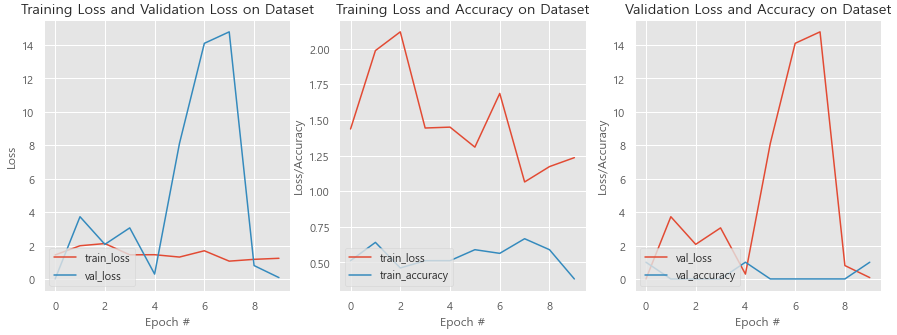 Training Loss and Validation Loss on Dataset
Training Loss and Accuracy on Dataset
Validation Loss and Accuracy on Dataset
Loss
14
12
10
8
6
4
2
0
train_loss
val_loss
0 2 4 6 8
Epoch #
Loss/Accuracy
2.00
1.75
1.50
1.25
1.00
0.75
0.50
train_loss
train_accuracy
0 2 4 6 8
Epoch #
Loss/Accuracy
14
12
10
8
6
4
2
0
val_loss
val_accuracy
0 2 4 6 8
Epoch #